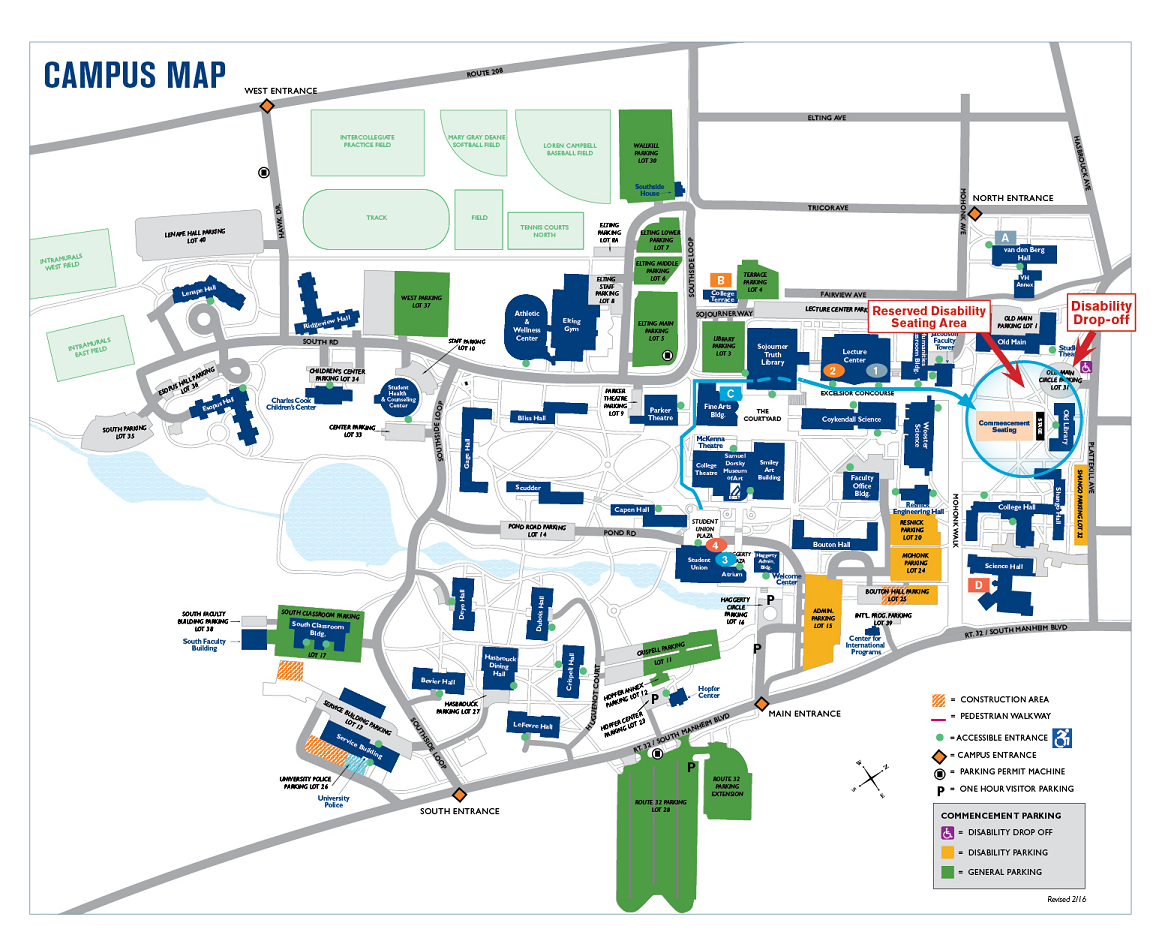 CAMPUS MAP
ROUTE 208
WEST ENTRANCE
ELTING AVE
HASBROUCK AVE
INTERCOLLEGIATE
PRACTICE FIELD
MARY GRAY DEANE
SOFTBALL FIELD
LOREN CAMPBELL
BASEBALL FIELD
WALLKILL
PARKING
LOT 30
Southside
House
HAWK DR.
TRACK
FIELD
TENNIS COURTS
NORTH
TRICOR AVE
MOHONK AVE
NORTH ENTRANCE
LENAPE HALL PARKING
LOT 40
ELTING
PARKING
LOT 8A
ELTING LOWER
PARKING
LOT 7
ELTING MIDDLE
PARKING
LOT 6
SOUTHSIDE LOOP
A
van den Berg
Hall
VH
Annex
INTRAMURALS
WEST FIELD
Lenape Hall
Ridgeview Hall
WEST PARKING
LOT 37
Athletic
& Wellness
Center
Elting
Gym
ELTING
STAFF PARKING
LOT 8
ELTING MAIN
PARKING
LOT 5
B
College
Terrace
TERRACE
PARKING
LOT 4
FAIRVIEW AVE
SOJOURNER WAY
LECTURE CENTER PARK
Reserved Disability
Seating Area
Disability
Drop-off
OLD MAIN
PARKING LOT 1
Old Main
INTRAMURALS
EAST FIELD
SOUTH RD
STAFF PARKING
LOT 10
LIBRARY
PARKING
LOT 3
Sojourner
Truth
Library
Lecture
Center
2
1
Faculty
Tower
OLD MAIN
CIRCLE PARKING
LOT 31
ESOPUS HALL PARKING
LOT 36
CHILDREN'S CENTER
PARKING LOT 34
Charles Cook
Children's Center
Student
Health
& Counseling
Center
PARKER
THEATRE
PARKING
LOT 9
Parker
Theatre
C
Fine Arts
Bldg.
THE
COURTYARD
EXCELSIOR CONCOURSE
Coykendall Science
Wooster
Science
Commencement
Seating
STAGE
Old Library
Esopus Hall
SOUTH PARKING
LOT 35
CENTER PARKING
LOT 33
SOUTHSIDE LOOP
Gage Hall
Bliss Hall
McKenna
Theatre
College
Theatre
Samuel
Dorsky
Museum
of Art
Smiley
Art
Building
Faculty
Office
Bldg.
PLATTEKILL AVE
Scudder
Capen Hall
Resnick
Engineering Hall
MOHONK WALK
College Hall
Shango Hall
SHANGO PARKING LOT 32
POND ROAD PARKING
LOT 14
POND RD
STUDENT
UNION
PLAZA
4
3
Student
Union
Atrium
Haggerty
Admin.
Bldg.
Welcome
Center
Bouton Hall
RESNICK
PARKING
LOT 20
MOHONK
PARKING
LOT 24
Science Hall
D
BOUTON HALL PARKING
LOT 25
HAGGERTY
CIRCLE
PARKING
LOT 16
P
ADMIN.
PARKING
LOT 15
INT'L. PROG. PARKING
LOT 39
Center for
International
Programs
RT. 32 / SOUTH MANHEIM BLVD
Deyo Hall
Dubois Hall
SOUTH FACULTY
BUILDING PARKING
LOT 38
South Faculty
Building
SOUTH CLASSROOM PARKING
South Classroom
Bldg.
LOT 17
Hasbrouck
Dining
Hall
Crispell Hall
CRISPELL PARKING
LOT 11
P
Bevier Hall
HASBROUCK
PARKING LOT 27
LeFevre Hall
HUGUENOT COURT
HOPFER ANNEX
PARKING LOT 12
HOPFER CENTER
PARKING LOT 23
P
Hopfer
Center
MAIN ENTRANCE
SERVICE BUILDING PARKING
Service Building
SOUTHSIDE LOOP
RT. 32 / SOUTH MANHEIM BLVD
UNIVERSITY POLICE
PARKING LOT 26
University
Police
SOUTH ENTRANCE
P
ROUTE 32 PARKING
LOT 28
ROUTE 32
PARKING
EXTENSION
= CONSTRUCTION AREA
= PEDESTRIAN WALKWAY
= ACCESSIBLE ENTRANCE
= CAMPUS ENTRANCE
= PARKING PERMIT MACHINE
P = ONE HOUR VISITOR PARKING
COMMENCEMENT PARKING
= DISABILITY DROP OFF
= DISABILITY PARKING
= GENERAL PARKING
Revised 2/16